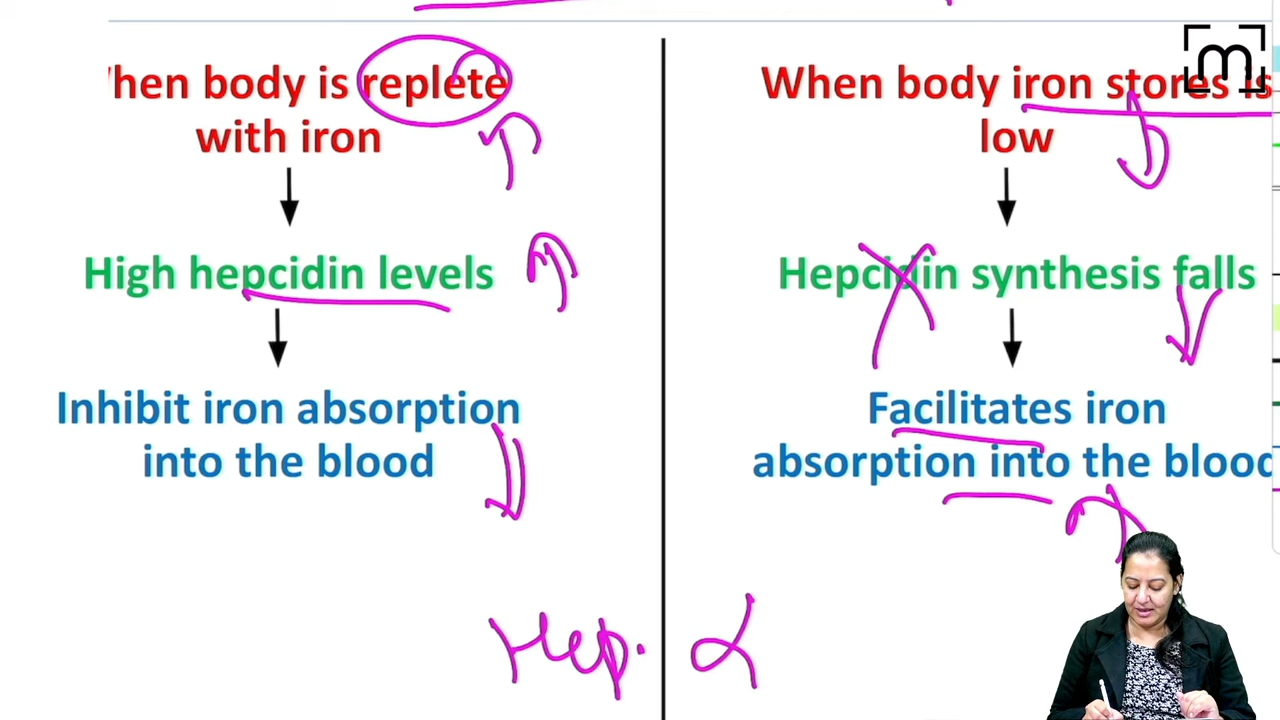 hen body is replete
with iron
High hepcidin levels
Inhibit iron absorption
into the blood
When body iron stores is
low
Hepcidin synthesis falls
Facilitates iron
absorption into the blood
Hep. α
m